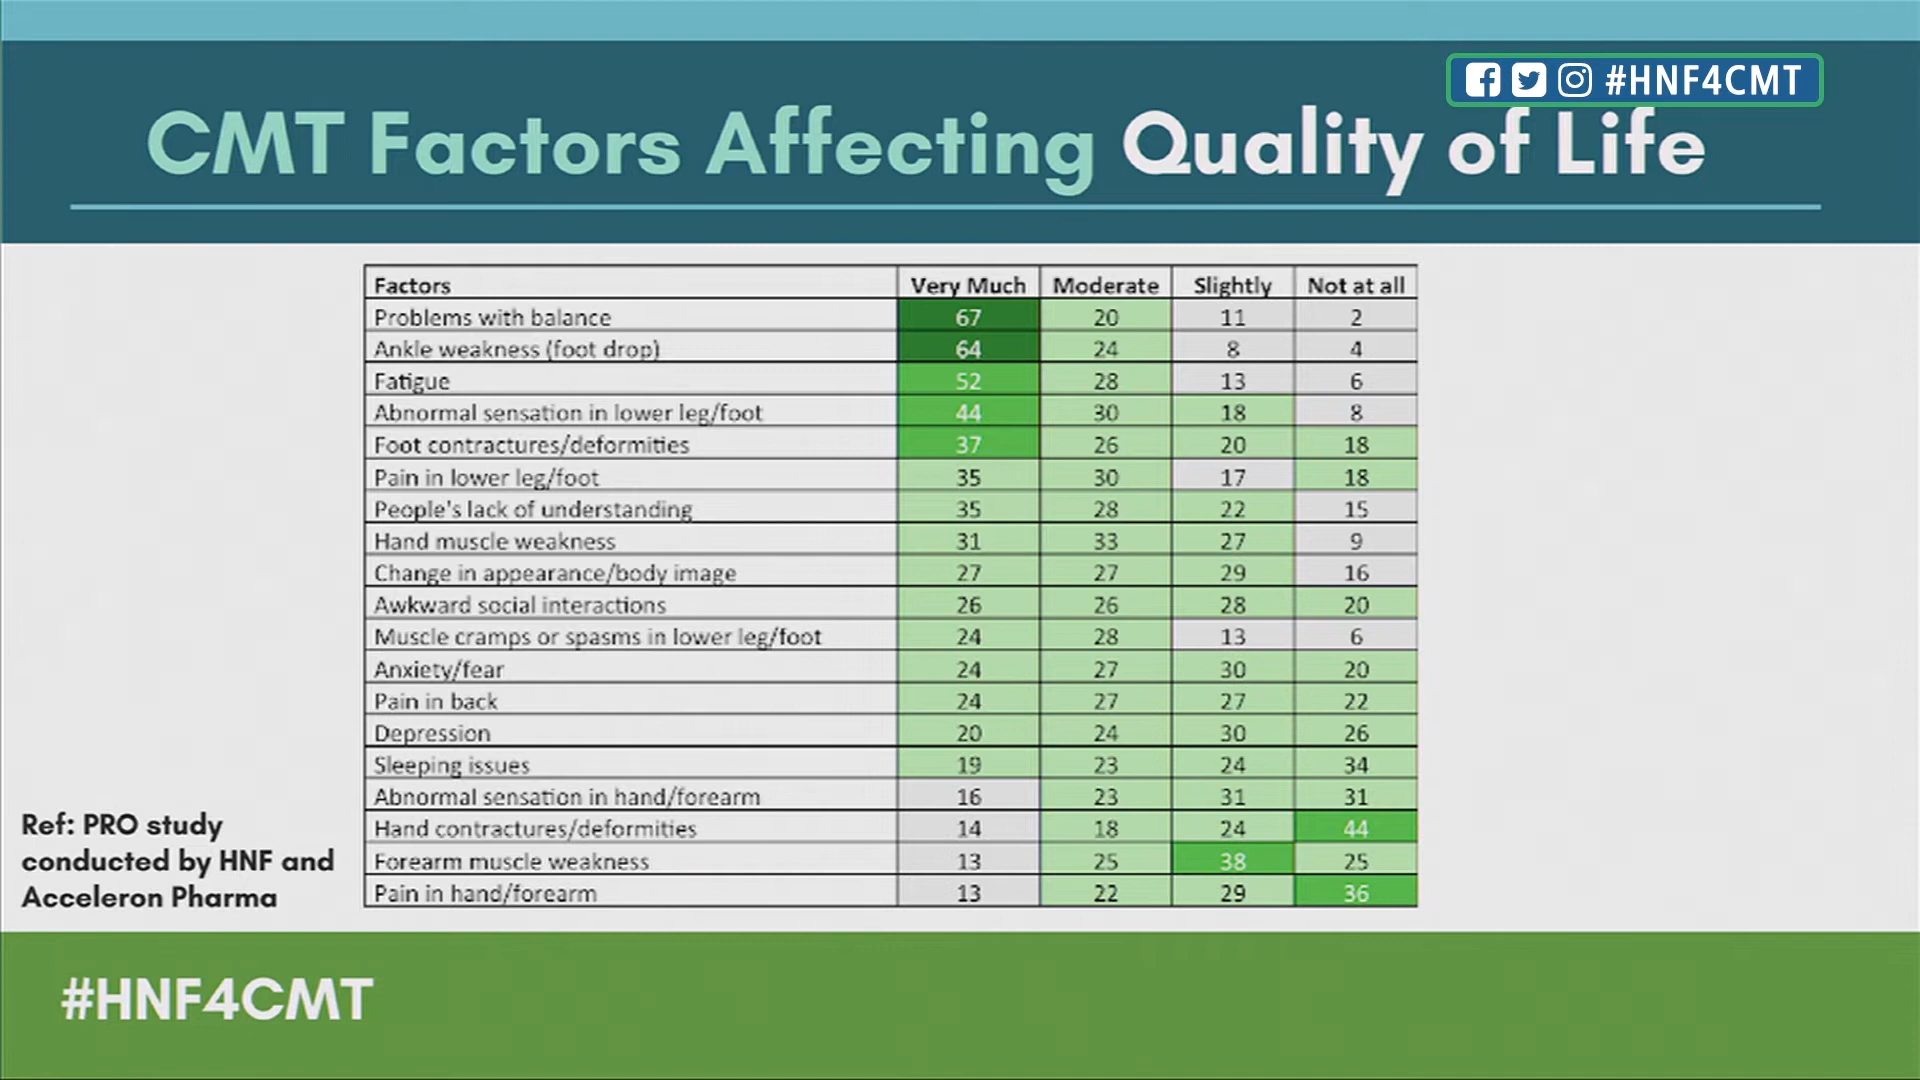 #HNF4CMT
CMT Factors Affecting Quality of Life
Factors Very Much Moderate Slightly Not at all
Problems with balance 67 20 11 2
Ankle weakness (foot drop) 64 24 8 4
Fatigue 52 28 13 6
Abnormal sensation in lower leg/foot 44 30 18 8
Foot contractures/deformities 37 26 20 18
Pain in lower leg/foot 35 30 17 18
People's lack of understanding 35 28 22 15
Hand muscle weakness 31 33 27 9
Change in appearance/body image 27 27 29 16
Awkward social interactions 26 26 28 20
Muscle cramps or spasms in lower leg/foot 24 28 13 6
Anxiety/fear 24 27 30 20
Pain in back 24 27 27 22
Depression 20 24 30 26
Sleeping issues 19 23 24 34
Abnormal sensation in hand/forearm 16 23 31 31
Hand contractures/deformities 14 18 24 44
Forearm muscle weakness 13 25 38 25
Pain in hand/forearm 13 22 29 36
Ref: PRO study
conducted by HNF and
Acceleron Pharma
#HNF4CMT